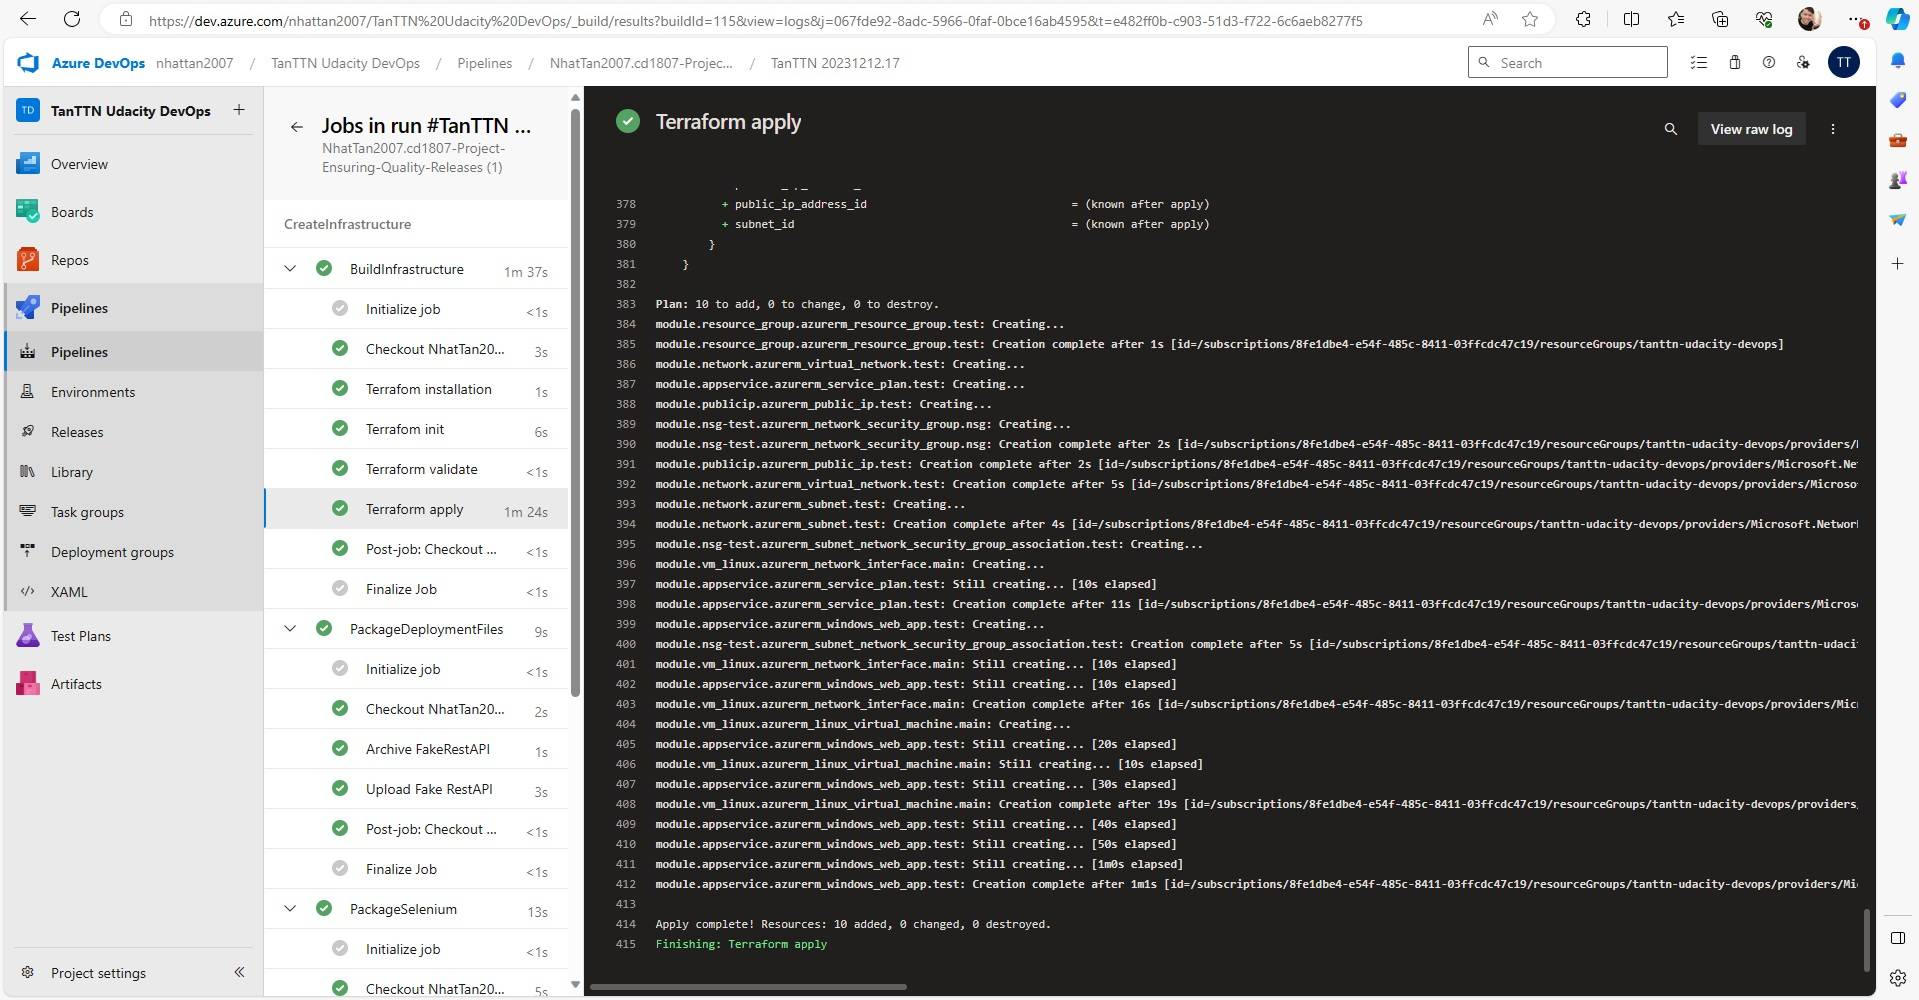 https://dev.azure.com/nhattan2007/TanTTN%20Udacity%20DevOps/_build/results?buildId=115&view=logs&j=067fde92-8adc-5966-0faf-0bce16ab4595&t=e482ff0b-c903-51d3-f722-6c6aeb8277f5
Azure DevOps nhattan2007 / TanTTN Udacity DevOps / Pipelines / NhatTan2007.cd1807-Projec... / TanTTN 20231212.17
Search
TT
TD TanTTN Udacity DevOps +
Overview
Boards
Repos
Pipelines
Pipelines
Environments
Releases
Library
Task groups
Deployment groups
XAML
Test Plans
Artifacts
Project settings
Jobs in run #TanTTN ...
NhatTan2007.cd1807-Project-
Ensuring-Quality-Releases (1)
CreateInfrastructure
BuildInfrastructure 1m 37s
Initialize job <1s
Checkout NhatTan20... 3s
Terrafom installation 1s
Terrafom init 6s
Terraform validate <1s
Terraform apply 1m 24s
Post-job: Checkout ... <1s
Finalize Job <1s
PackageDeploymentFiles 9s
Initialize job <1s
Checkout NhatTan20... 2s
Archive FakeRestAPI 1s
Upload Fake RestAPI 3s
Post-job: Checkout ... <1s
Finalize Job <1s
PackageSelenium 13s
Initialize job <1s
Checkout NhatTan20... 5s
Terraform apply
View raw log
378 + public_ip_address_id = (known after apply)
379 + subnet_id = (known after apply)
380 }
381 }
382
383 Plan: 10 to add, 0 to change, 0 to destroy.
384 module.resource_group.azurerm_resource_group.test: Creating...
385 module.resource_group.azurerm_resource_group.test: Creation complete after 1s [id=/subscriptions/8fe1dbe4-e54f-485c-8411-03ffcdc47c19/resourceGroups/tanttn-udacity-devops]
386 module.network.azurerm_virtual_network.test: Creating...
387 module.appservice.azurerm_service_plan.test: Creating...
388 module.publicip.azurerm_public_ip.test: Creating...
389 module.nsg-test.azurerm_network_security_group.nsg: Creating...
390 module.nsg-test.azurerm_network_security_group.nsg: Creation complete after 2s [id=/subscriptions/8fe1dbe4-e54f-485c-8411-03ffcdc47c19/resourceGroups/tanttn-udacity-devops/providers/
391 module.publicip.azurerm_public_ip.test: Creation complete after 2s [id=/subscriptions/8fe1dbe4-e54f-485c-8411-03ffcdc47c19/resourceGroups/tanttn-udacity-devops/providers/Microsoft.Ne
392 module.network.azurerm_virtual_network.test: Creation complete after 5s [id=/subscriptions/8fe1dbe4-e54f-485c-8411-03ffcdc47c19/resourceGroups/tanttn-udacity-devops/providers/Microso
393 module.network.azurerm_subnet.test: Creating...
394 module.network.azurerm_subnet.test: Creation complete after 4s [id=/subscriptions/8fe1dbe4-e54f-485c-8411-03ffcdc47c19/resourceGroups/tanttn-udacity-devops/providers/Microsoft.Network
395 module.nsg-test.azurerm_subnet_network_security_group_association.test: Creating...
396 module.vm_linux.azurerm_network_interface.main: Creating...
397 module.appservice.azurerm_service_plan.test: Still creating... [10s elapsed]
398 module.appservice.azurerm_service_plan.test: Creation complete after 11s [id=/subscriptions/8fe1dbe4-e54f-485c-8411-03ffcdc47c19/resourceGroups/tanttn-udacity-devops/providers/Micros
399 module.appservice.azurerm_windows_web_app.test: Creating...
400 module.nsg-test.azurerm_subnet_network_security_group_association.test: Creation complete after 5s [id=/subscriptions/8fe1dbe4-e54f-485c-8411-03ffcdc47c19/resourceGroups/tanttn-udaci
401 module.vm_linux.azurerm_network_interface.main: Still creating... [10s elapsed]
402 module.appservice.azurerm_windows_web_app.test: Still creating... [10s elapsed]
403 module.vm_linux.azurerm_network_interface.main: Creation complete after 16s [id=/subscriptions/8fe1dbe4-e54f-485c-8411-03ffcdc47c19/resourceGroups/tanttn-udacity-devops/providers/Mic
404 module.vm_linux.azurerm_linux_virtual_machine.main: Creating...
405 module.appservice.azurerm_windows_web_app.test: Still creating... [20s elapsed]
406 module.vm_linux.azurerm_linux_virtual_machine.main: Still creating... [10s elapsed]
407 module.appservice.azurerm_windows_web_app.test: Still creating... [30s elapsed]
408 module.vm_linux.azurerm_linux_virtual_machine.main: Creation complete after 19s [id=/subscriptions/8fe1dbe4-e54f-485c-8411-03ffcdc47c19/resourceGroups/tanttn-udacity-devops/providers
409 module.appservice.azurerm_windows_web_app.test: Still creating... [40s elapsed]
410 module.appservice.azurerm_windows_web_app.test: Still creating... [50s elapsed]
411 module.appservice.azurerm_windows_web_app.test: Still creating... [1m0s elapsed]
412 module.appservice.azurerm_windows_web_app.test: Creation complete after 1m1s [id=/subscriptions/8fe1dbe4-e54f-485c-8411-03ffcdc47c19/resourceGroups/tanttn-udacity-devops/providers/Mi
413
414 Apply complete! Resources: 10 added, 0 changed, 0 destroyed.
415 Finishing: Terraform apply